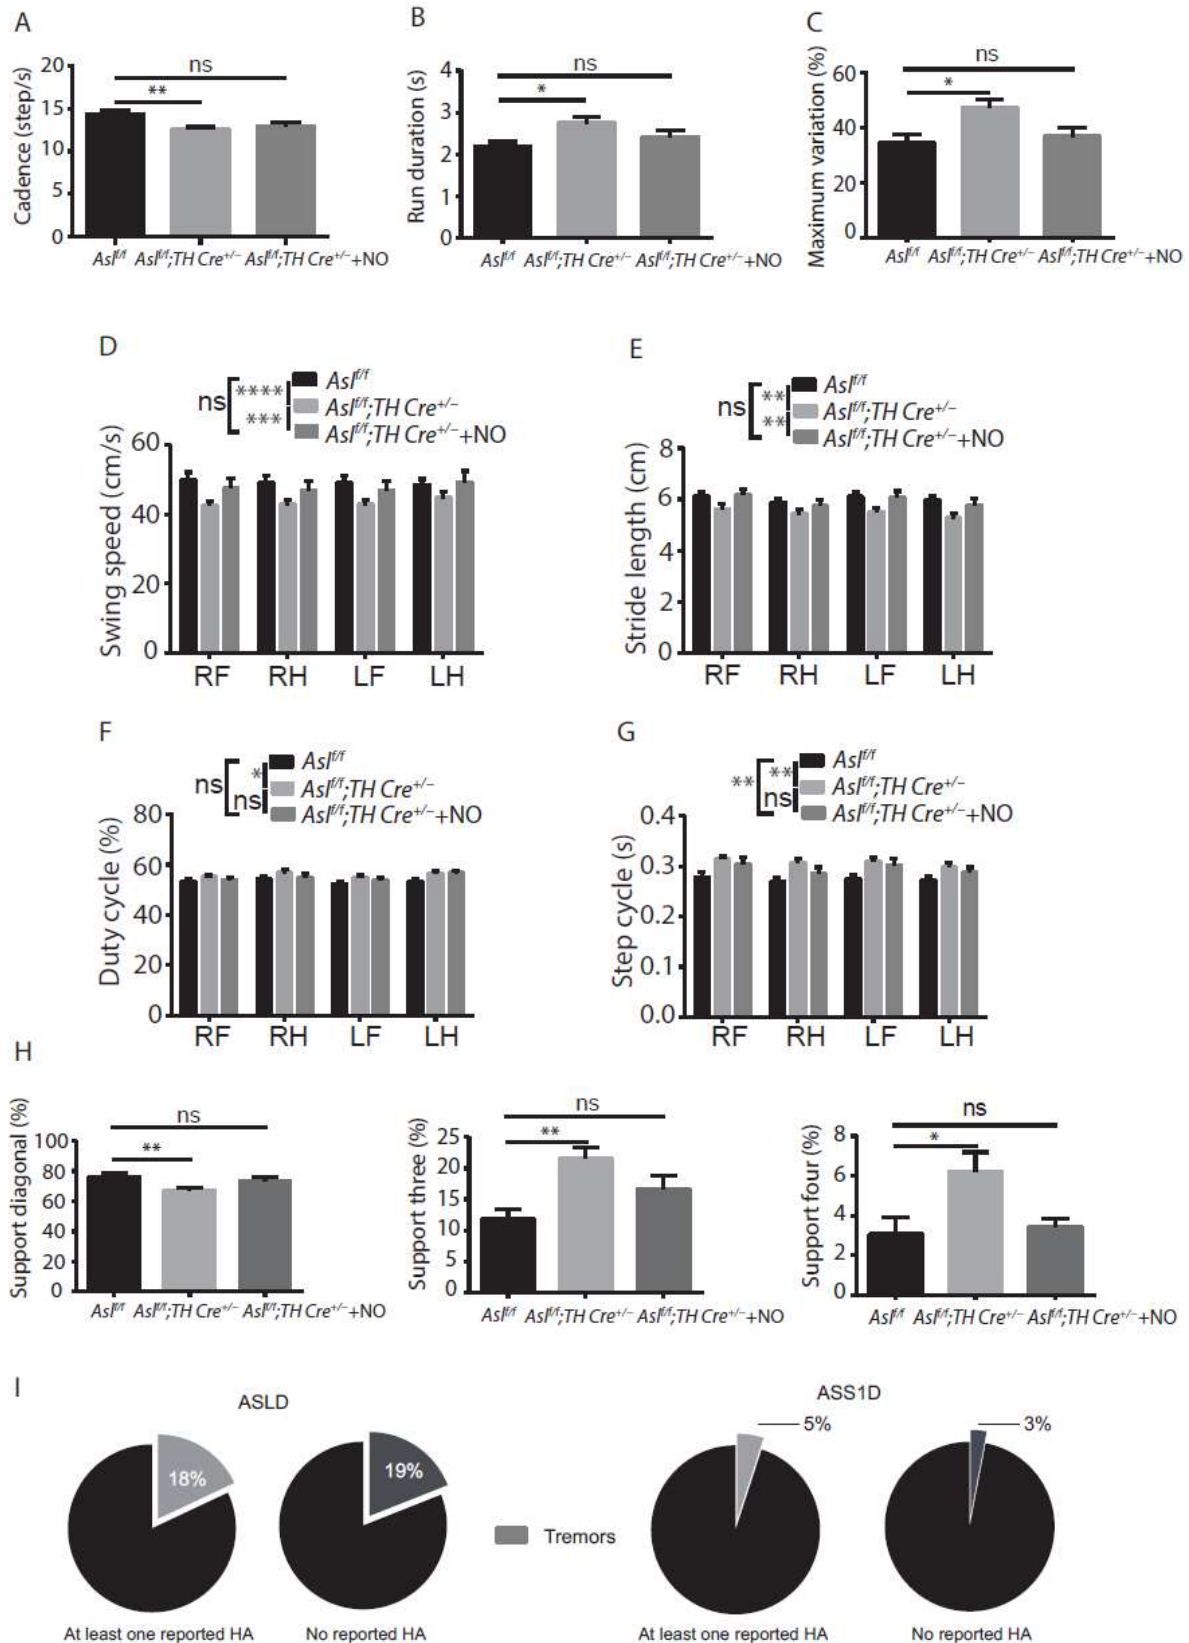 A
Cadence (step/s)
20
15
10
5
0
ns
**
Asl^f/f Asl^f/f;TH Cre^+/– Asl^f/f;TH Cre^+/–+NO
B
Run duration (s)
4
3
2
1
0
ns
*
Asl^f/f Asl^f/f;TH Cre^+/– Asl^f/f;TH Cre^+/–+NO
C
Maximum variation (%)
60
40
20
0
ns
*
Asl^f/f Asl^f/f;TH Cre^+/– Asl^f/f;TH Cre^+/–+NO
D
ns
****
***
Asl^f/f
Asl^f/f;TH Cre^+/–
Asl^f/f;TH Cre^+/–+NO
Swing speed (cm/s)
60
40
20
0
RF RH LF LH
E
ns
**
**
Asl^f/f
Asl^f/f;TH Cre^+/–
Asl^f/f;TH Cre^+/–+NO
Stride length (cm)
8
6
4
2
0
RF RH LF LH
F
ns
*
ns
Asl^f/f
Asl^f/f;TH Cre^+/–
Asl^f/f;TH Cre^+/–+NO
Duty cycle (%)
80
60
40
20
0
RF RH LF LH
G
**
**
ns
Asl^f/f
Asl^f/f;TH Cre^+/–
Asl^f/f;TH Cre^+/–+NO
Step cycle (s)
0.4
0.3
0.2
0.1
0.0
RF RH LF LH
H
Support diagonal (%)
100
80
60
40
20
0
ns
**
Asl^f/f Asl^f/f;TH Cre^+/– Asl^f/f;TH Cre^+/–+NO
Support three (%)
25
20
15
10
5
0
ns
**
Asl^f/f Asl^f/f;TH Cre^+/– Asl^f/f;TH Cre^+/–+NO
Support four (%)
8
6
4
2
0
ns
*
Asl^f/f Asl^f/f;TH Cre^+/– Asl^f/f;TH Cre^+/–+NO
I
ASLD
18%
19%
At least one reported HA
No reported HA
Tremors
ASS1D
5%
3%
At least one reported HA
No reported HA